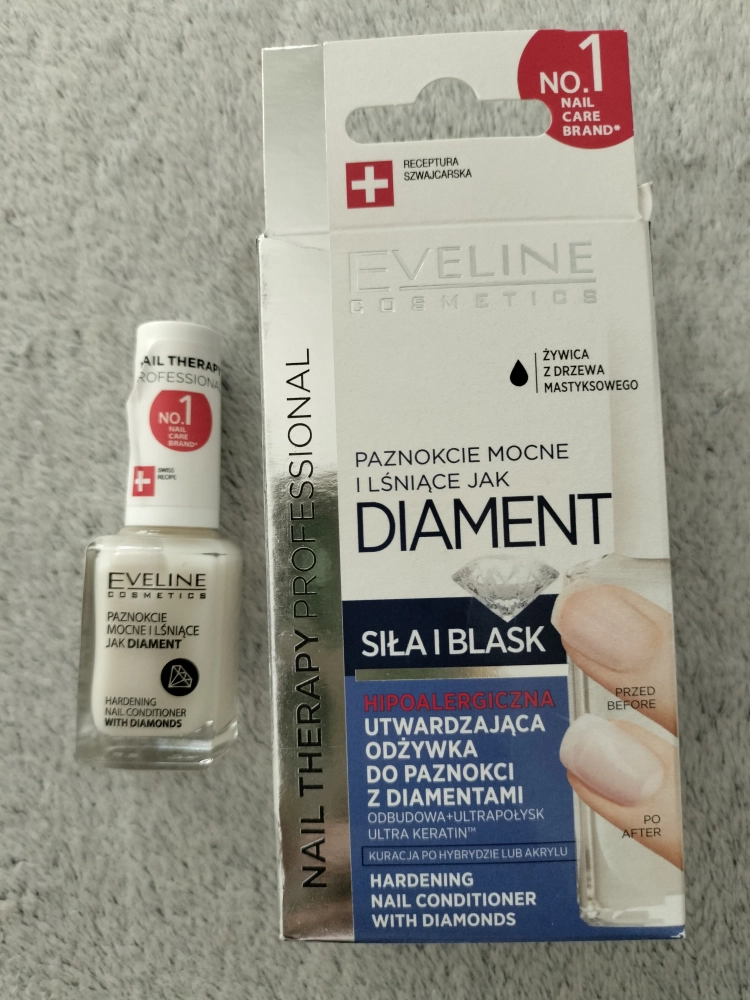 NO.1
NAIL
CARE
BRAND*
RECEPTURA
SZWAJCARSKA
EVELINE
COSMETICS
ŻYWICA
Z DRZEWA
MASTYKSOWEGO
PAZNOKCIE MOCNE
I LŚNIĄCE JAK
DIAMENT
SIŁA I BLASK
HIPOALERGICZNA
UTWARDZAJĄCA
ODŻYWKA
DO PAZNOKCI
Z DIAMENTAMI
ODBUDOWA+ULTRAPOŁYSK
ULTRA KERATIN™
KURACJA PO HYBRYDZIE LUB AKRYLU
HARDENING
NAIL CONDITIONER
WITH DIAMONDS
PRZED
BEFORE
PO
AFTER
NAIL THERAPY PROFESSIONAL
AIL THERAPY
ROFESSIONA
NO.1
NAIL
CARE
BRAND*
SWISS
RECIPE
EVELINE
COSMETICS
PAZNOKCIE
MOCNE I LŚNIĄCE
JAK DIAMENT
HARDENING
NAIL CONDITIONER
WITH DIAMONDS